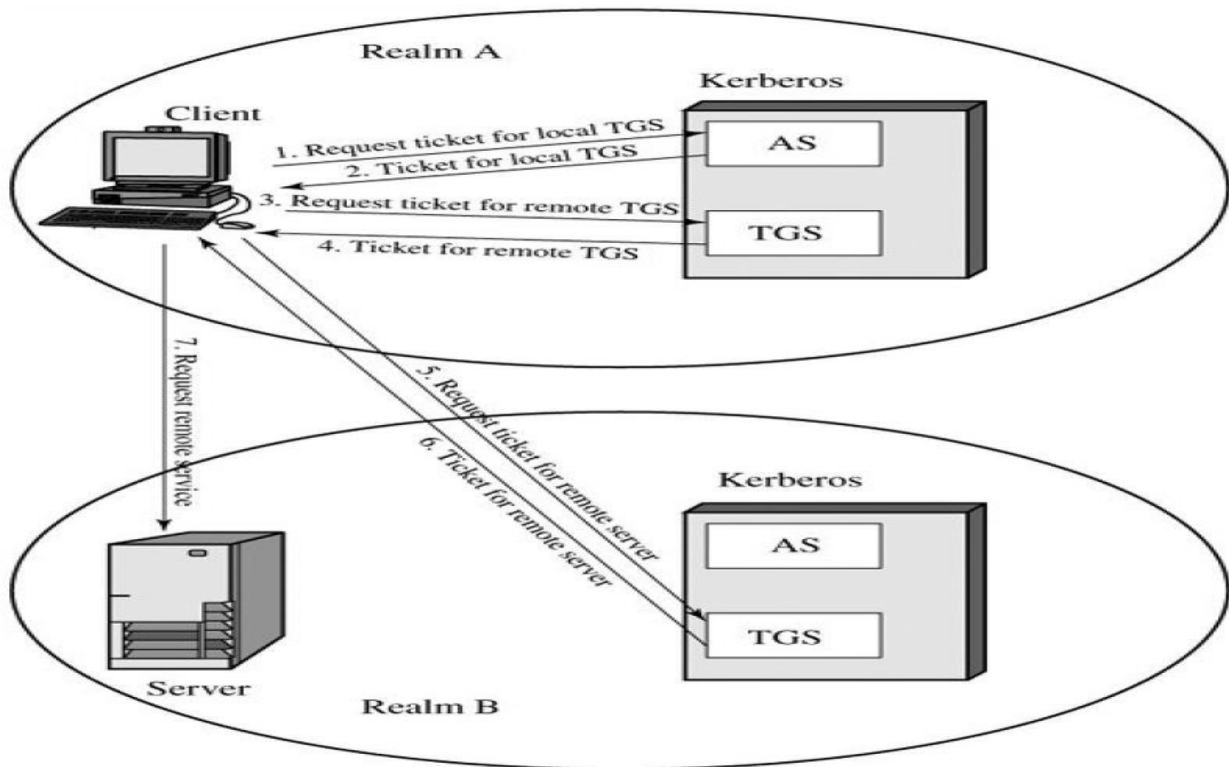 Realm A
Kerberos
Client
1. Request ticket for local TGS
AS
2. Ticket for local TGS
3. Request ticket for remote TGS
TGS
4. Ticket for remote TGS
7. Request remote service
5. Request ticket for remote server
6. Ticket for remote server
Kerberos
AS
TGS
Server
Realm B